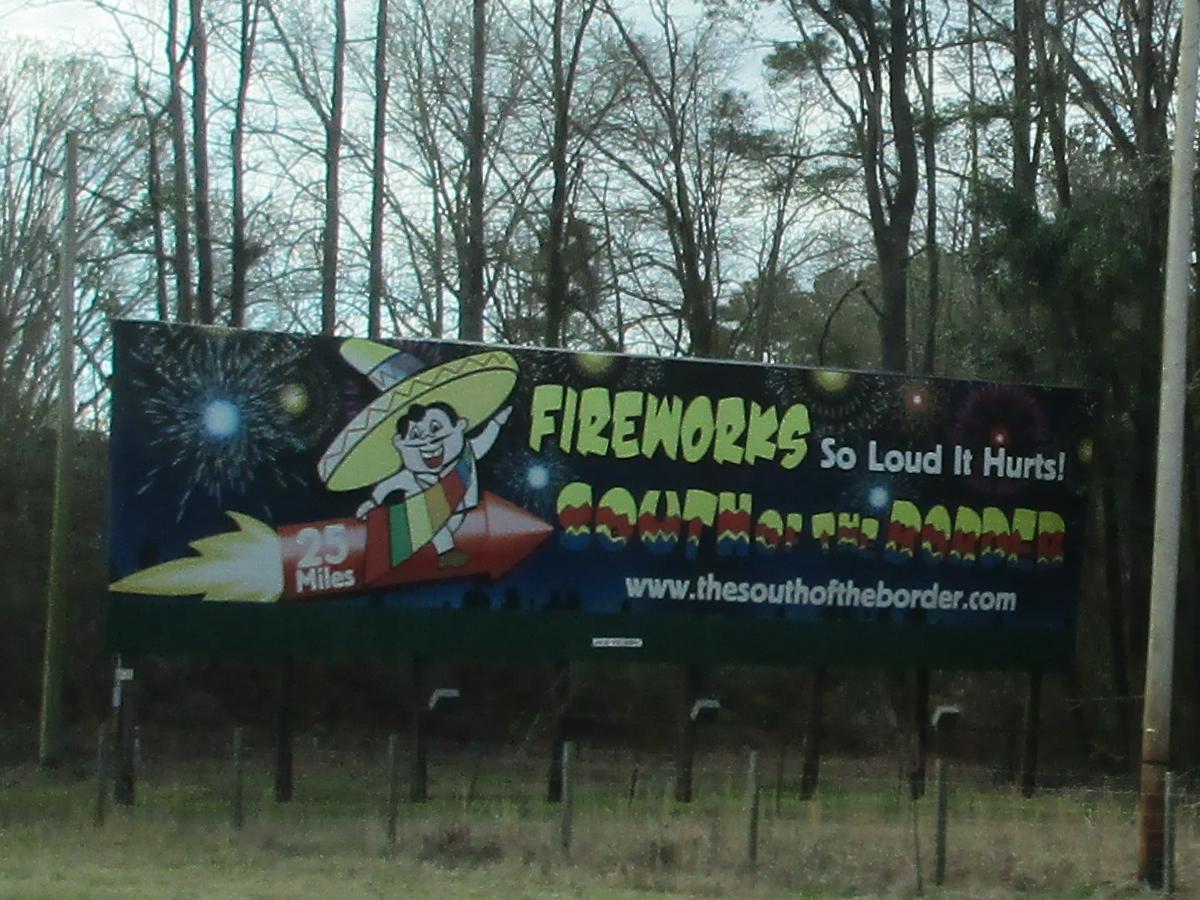 FIREWORKS So Loud It Hurts!
SOUTH OF THE BORDER
25
Miles
www.thesouthoftheborder.com